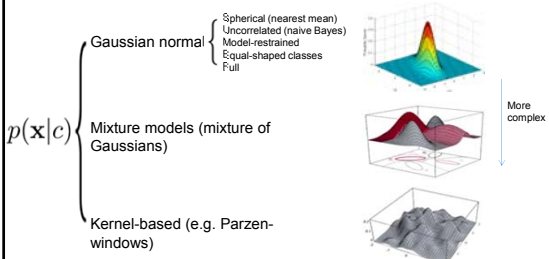 Spherical (nearest mean)
Uncorrelated (naive Bayes)
Gaussian normal
Model-restrained
Equal-shaped classes
Full
More
complex
p(x|c)
Mixture models (mixture of
Gaussians)
Kernel-based (e.g. Parzen-
windows)